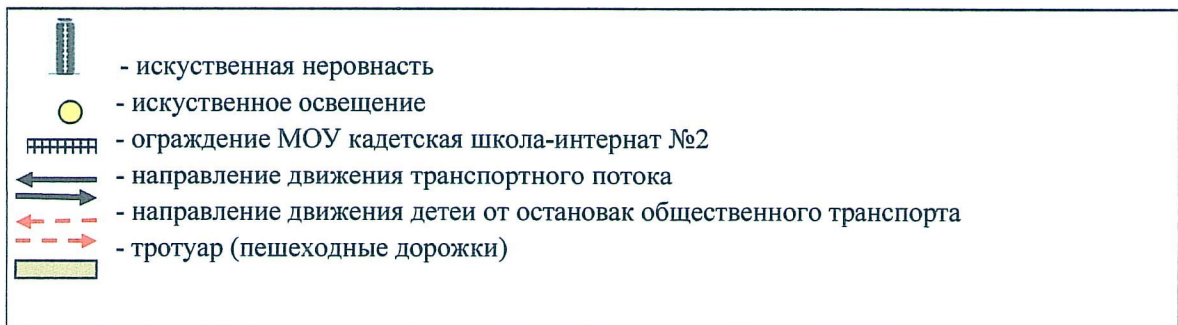 - искуственная неровнасть
- искуственное освещение
- ограждение МОУ кадетская школа-интернат №2
- направление движения транспортного потока
- направление движения детеи от остановак общественного транспорта
- тротуар (пешеходные дорожки)